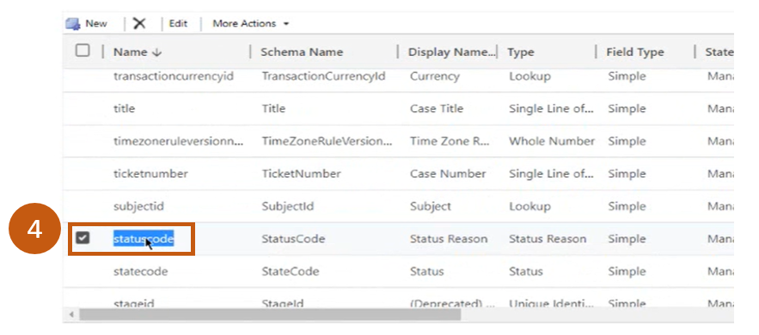 New Edit More Actions
Name Schema Name Display Name... Type Field Type State
transactioncurrencyid TransactionCurrencyId Currency Lookup Simple Mana
title Title Case Title Single Line of... Simple Mana
timezoneruleversionn... TimeZoneRuleVersion... Time Zone R... Whole Number Simple Mana
ticketnumber TicketNumber Case Number Single Line of... Simple Mana
subjectid SubjectId Subject Lookup Simple Mana
4 statuscode StatusCode Status Reason Status Reason Simple Mana
statecode StateCode Status Status Simple Mana
stageid StageId (Deprecated) ... Unique Identi... Simple Mana